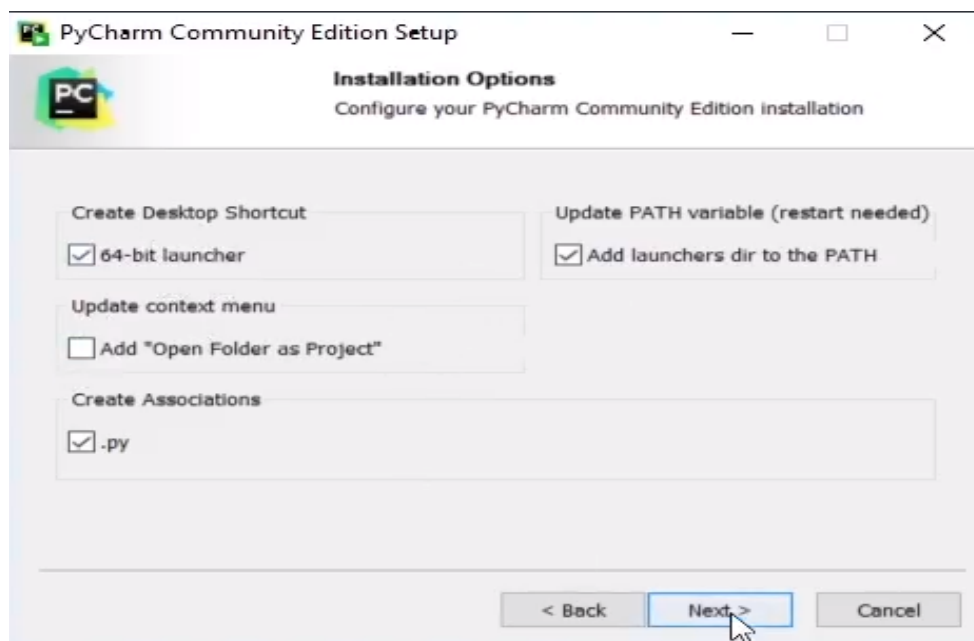 PyCharm Community Edition Setup
PC
Installation Options
Configure your PyCharm Community Edition installation
Create Desktop Shortcut
64-bit launcher
Update PATH variable (restart needed)
Add launchers dir to the PATH
Update context menu
Add "Open Folder as Project"
Create Associations
.py
< Back
Next >
Cancel